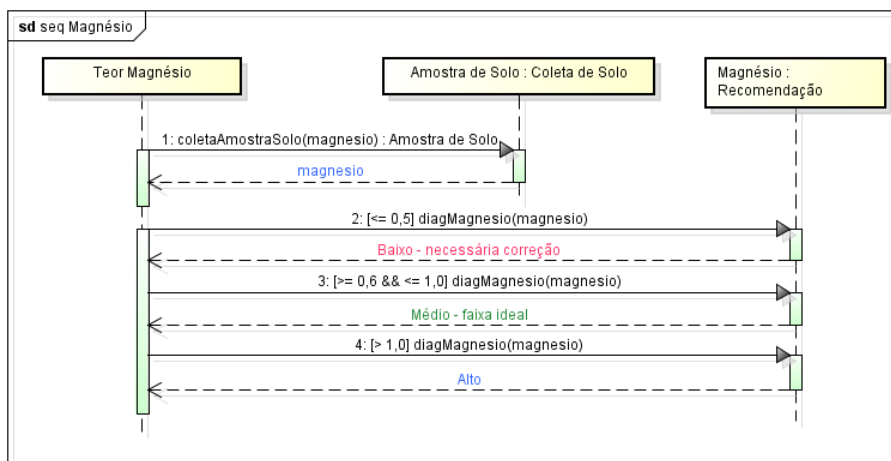 sd seq Magnésio
Teor Magnésio
Amostra de Solo : Coleta de Solo
Magnésio :
Recomendação
1: coletaAmostraSolo(magnesio) : Amostra de Solo
magnesio
2: [<= 0,5] diagMagnesio(magnesio)
Baixo - necessária correção
3: [>= 0,6 && <= 1,0] diagMagnesio(magnesio)
Médio - faixa ideal
4: [> 1,0] diagMagnesio(magnesio)
Alto